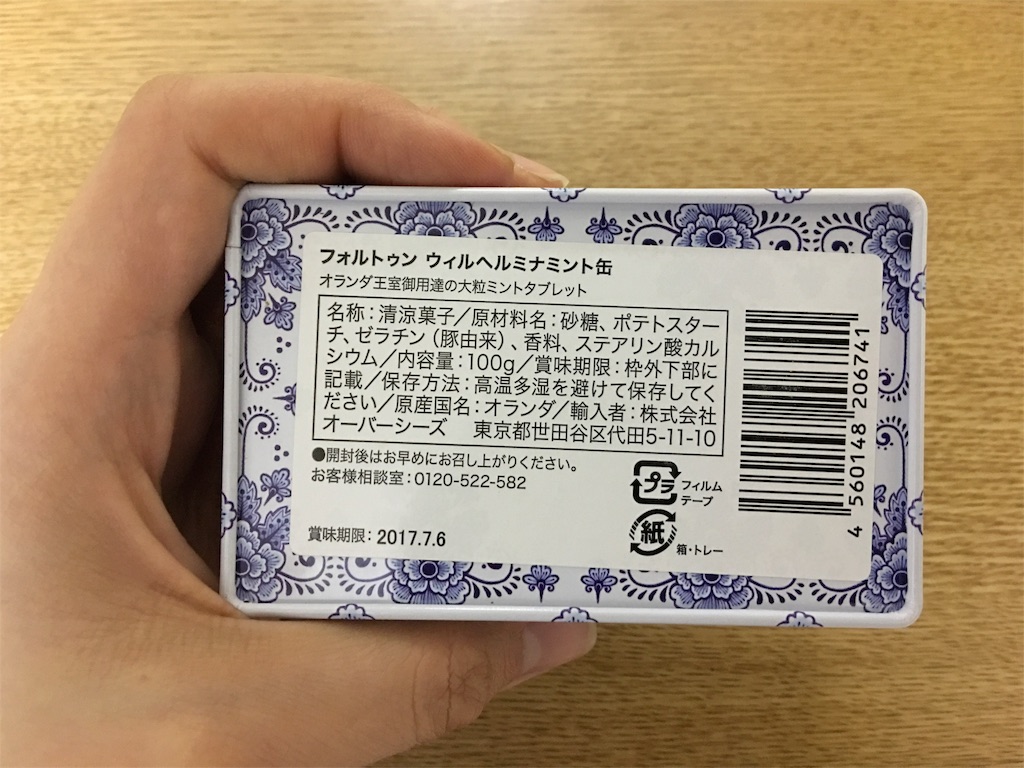 フォルトゥン ウィルヘルミナミント缶
オランダ王室御用達の大粒ミントタブレット
名称：清涼菓子／原材料名：砂糖、ポテトスター
チ、ゼラチン（豚由来）、香料、ステアリン酸カル
シウム／内容量：100g／賞味期限：枠外下部に
記載／保存方法：高温多湿を避けて保存してく
ださい／原産国名：オランダ／輸入者：株式会社
オーバーシーズ　東京都世田谷区代田5-11-10
●開封後はお早めにお召し上がりください。
お客様相談室：0120-522-582
プラ
フィルム
テープ
紙
箱・トレー
賞味期限：2017.7.6
4 560148 206741